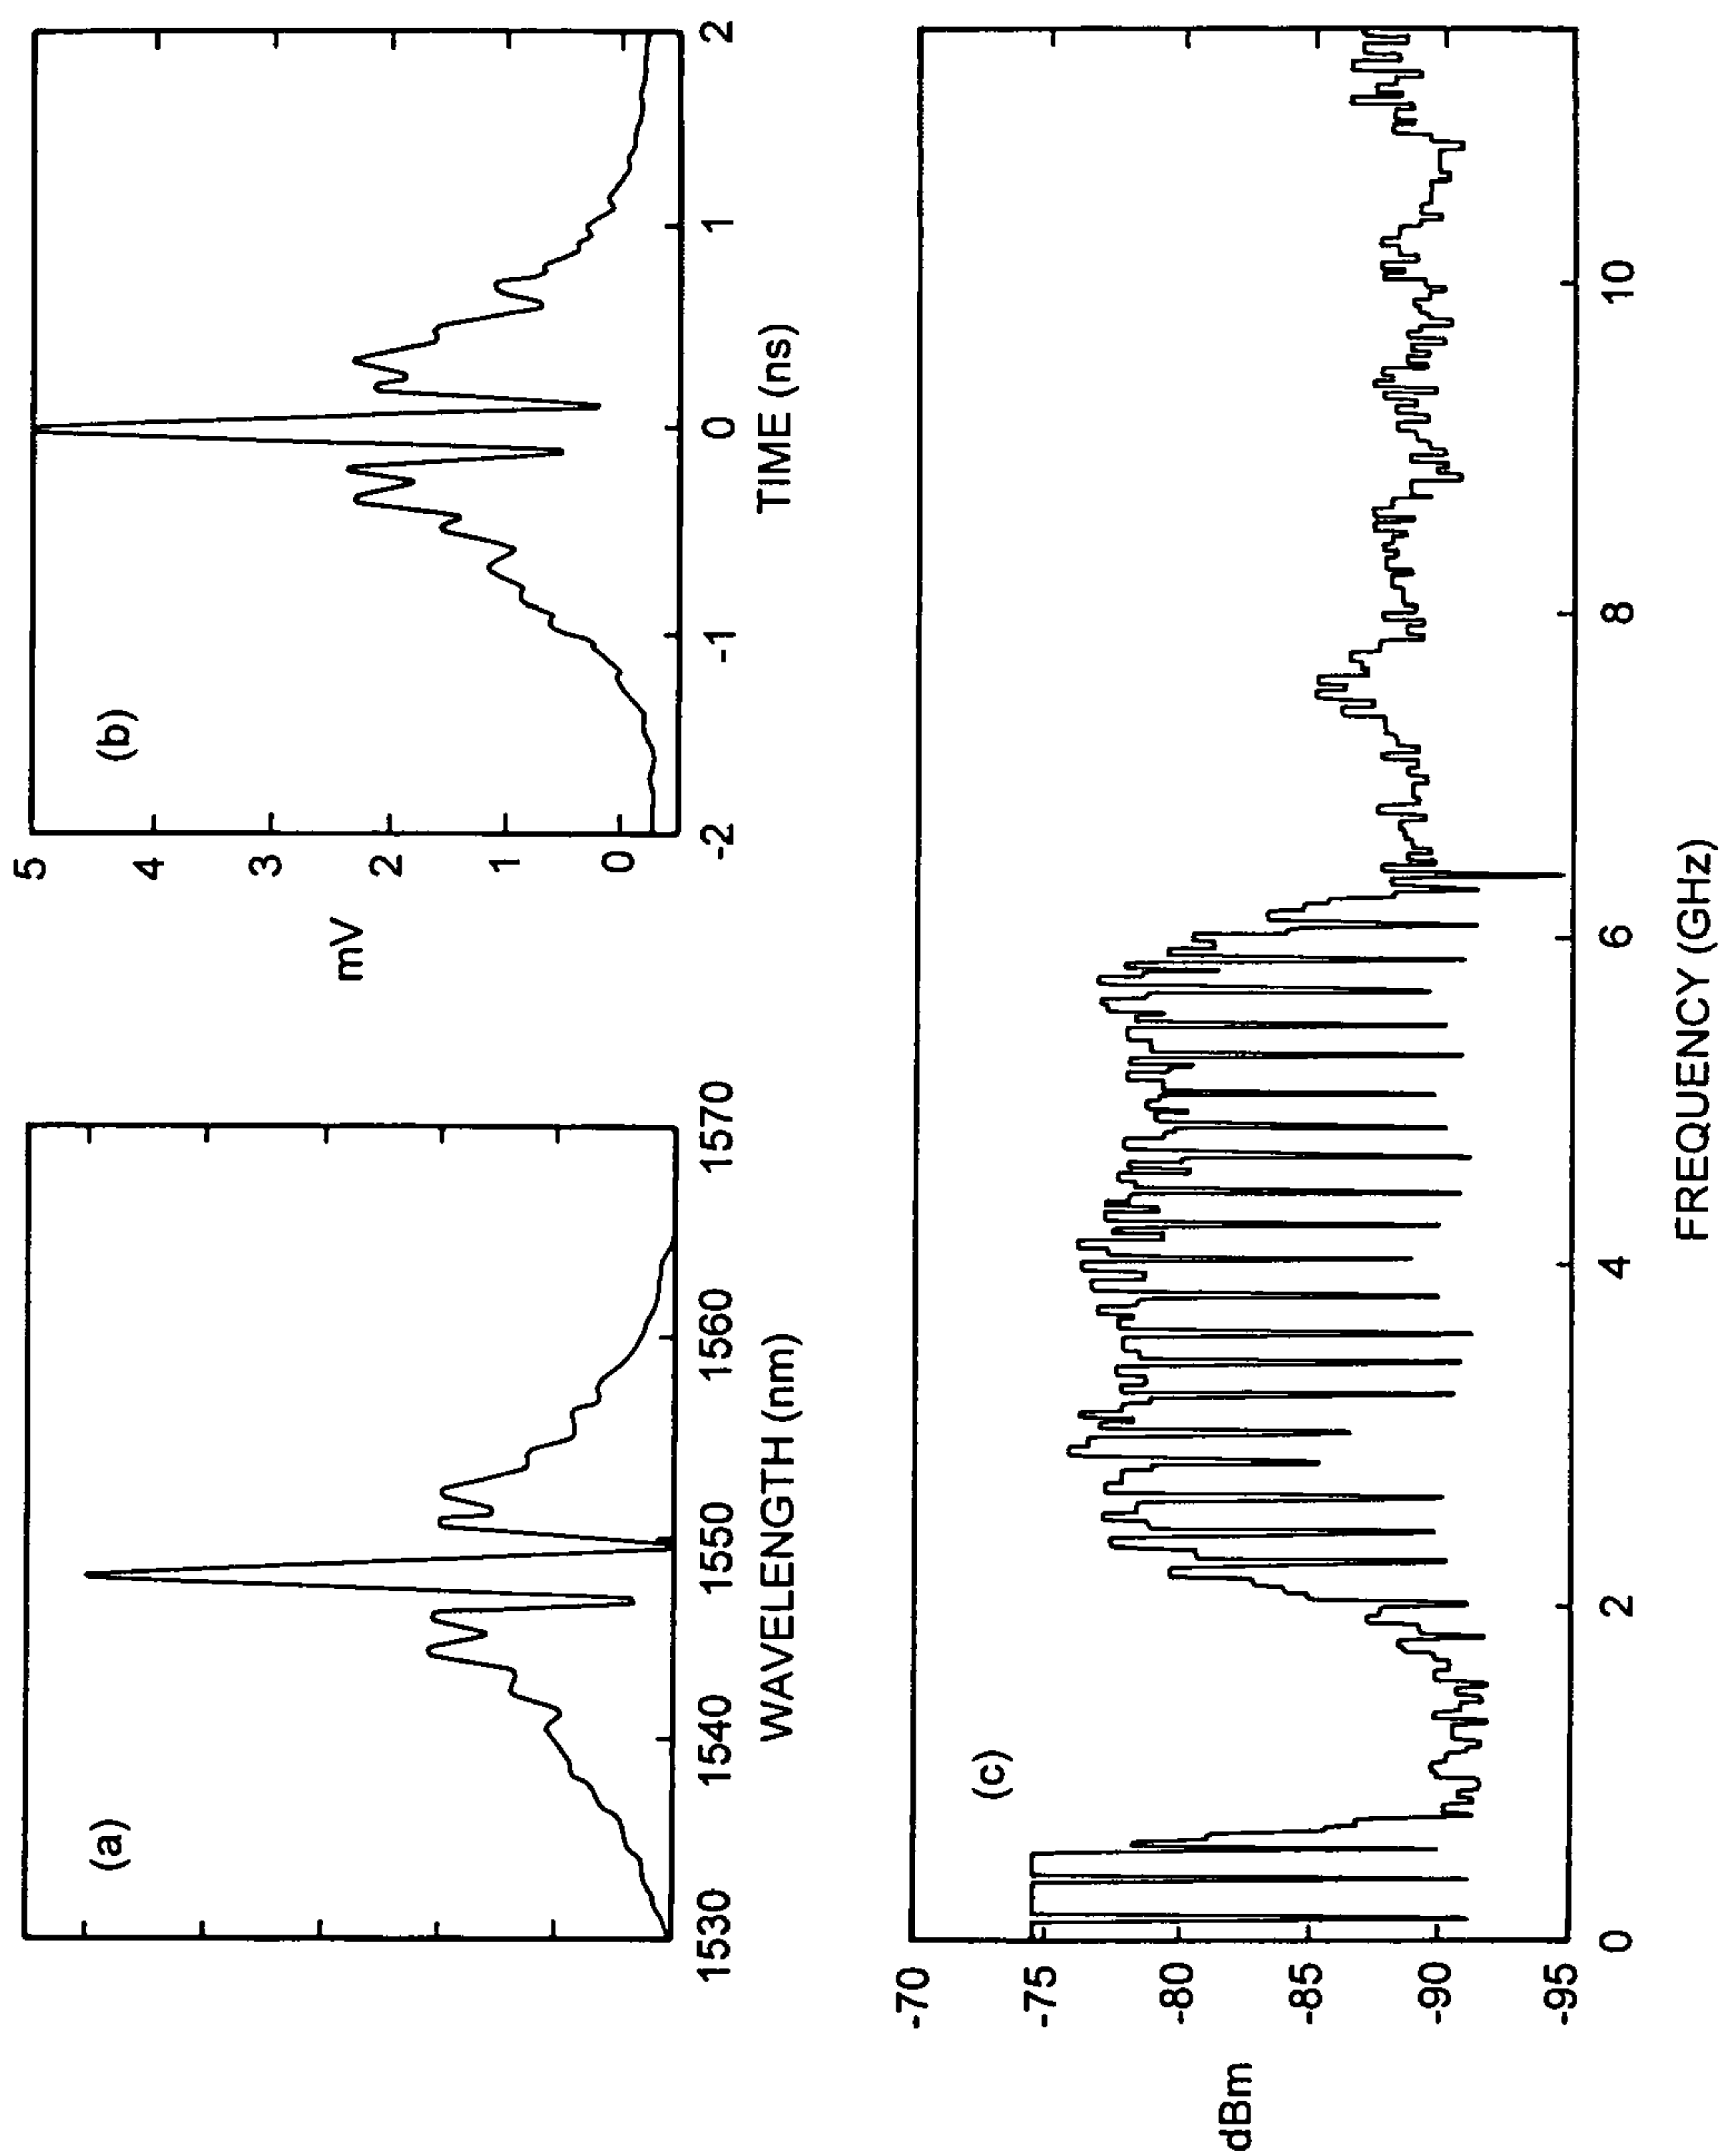 (a)
1530 1540 1550 1560 1570
WAVELENGTH (nm)
(b)
5
4
3
2
1
0
mV
-2 -1 0 1 2
TIME (ns)
(c)
-70
-75
-80
-85
-90
-95
dBm
0 2 4 6 8 10
FREQUENCY (GHz)